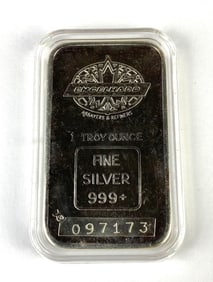 ENGELHARD
ASSAYERS & REFINERS
1 TROY OUNCE
FINE
SILVER
999+
097173